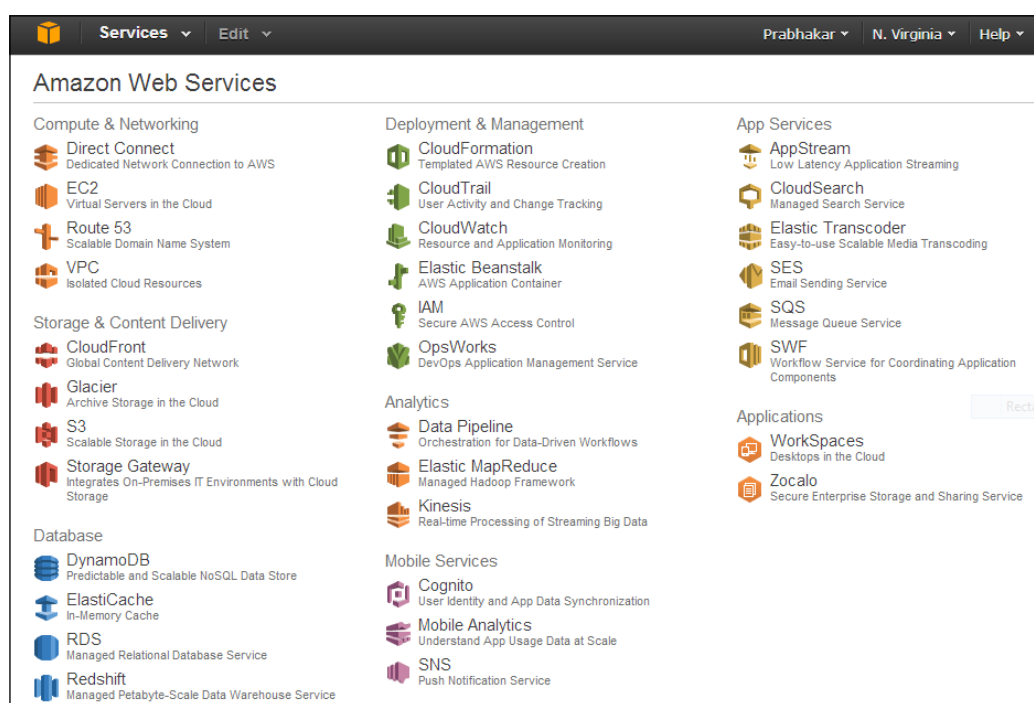 Services Edit Prabhakar N. Virginia Help
Amazon Web Services
Compute & Networking
Direct Connect
Dedicated Network Connection to AWS
EC2
Virtual Servers in the Cloud
Route 53
Scalable Domain Name System
VPC
Isolated Cloud Resources
Storage & Content Delivery
CloudFront
Global Content Delivery Network
Glacier
Archive Storage in the Cloud
S3
Scalable Storage in the Cloud
Storage Gateway
Integrates On-Premises IT Environments with Cloud
Storage
Database
DynamoDB
Predictable and Scalable NoSQL Data Store
ElastiCache
In-Memory Cache
RDS
Managed Relational Database Service
Redshift
Managed Petabyte-Scale Data Warehouse Service
Deployment & Management
CloudFormation
Templated AWS Resource Creation
CloudTrail
User Activity and Change Tracking
CloudWatch
Resource and Application Monitoring
Elastic Beanstalk
AWS Application Container
IAM
Secure AWS Access Control
OpsWorks
DevOps Application Management Service
Analytics
Data Pipeline
Orchestration for Data-Driven Workflows
Elastic MapReduce
Managed Hadoop Framework
Kinesis
Real-time Processing of Streaming Big Data
Mobile Services
Cognito
User Identity and App Data Synchronization
Mobile Analytics
Understand App Usage Data at Scale
SNS
Push Notification Service
App Services
AppStream
Low Latency Application Streaming
CloudSearch
Managed Search Service
Elastic Transcoder
Easy-to-use Scalable Media Transcoding
SES
Email Sending Service
SQS
Message Queue Service
SWF
Workflow Service for Coordinating Application
Components
Applications
WorkSpaces
Desktops in the Cloud
Zocalo
Secure Enterprise Storage and Sharing Service